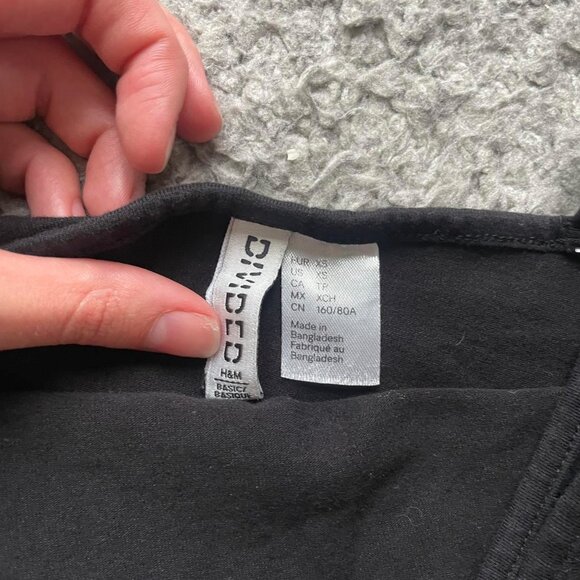 DIVIDED
H&M
BASIC/
BASIQUE
EUR XS
US XS
CA TP
MX XCH
CN 160/80A
Made in
Bangladesh
Fabriqué au
Bangladesh